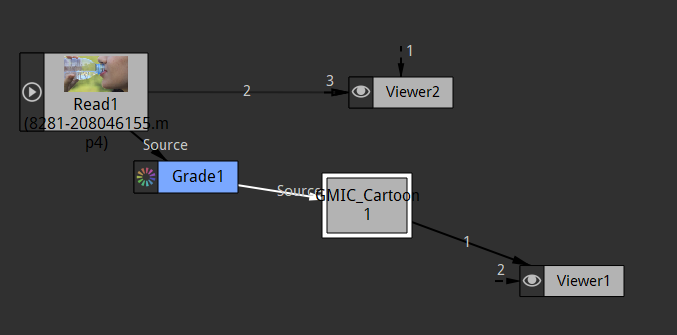 1
2
3
Viewer2
Read1
(8281-208046155.m
p4)
Source
Grade1
Source
GMIC_Cartoon
1
1
2
Viewer1